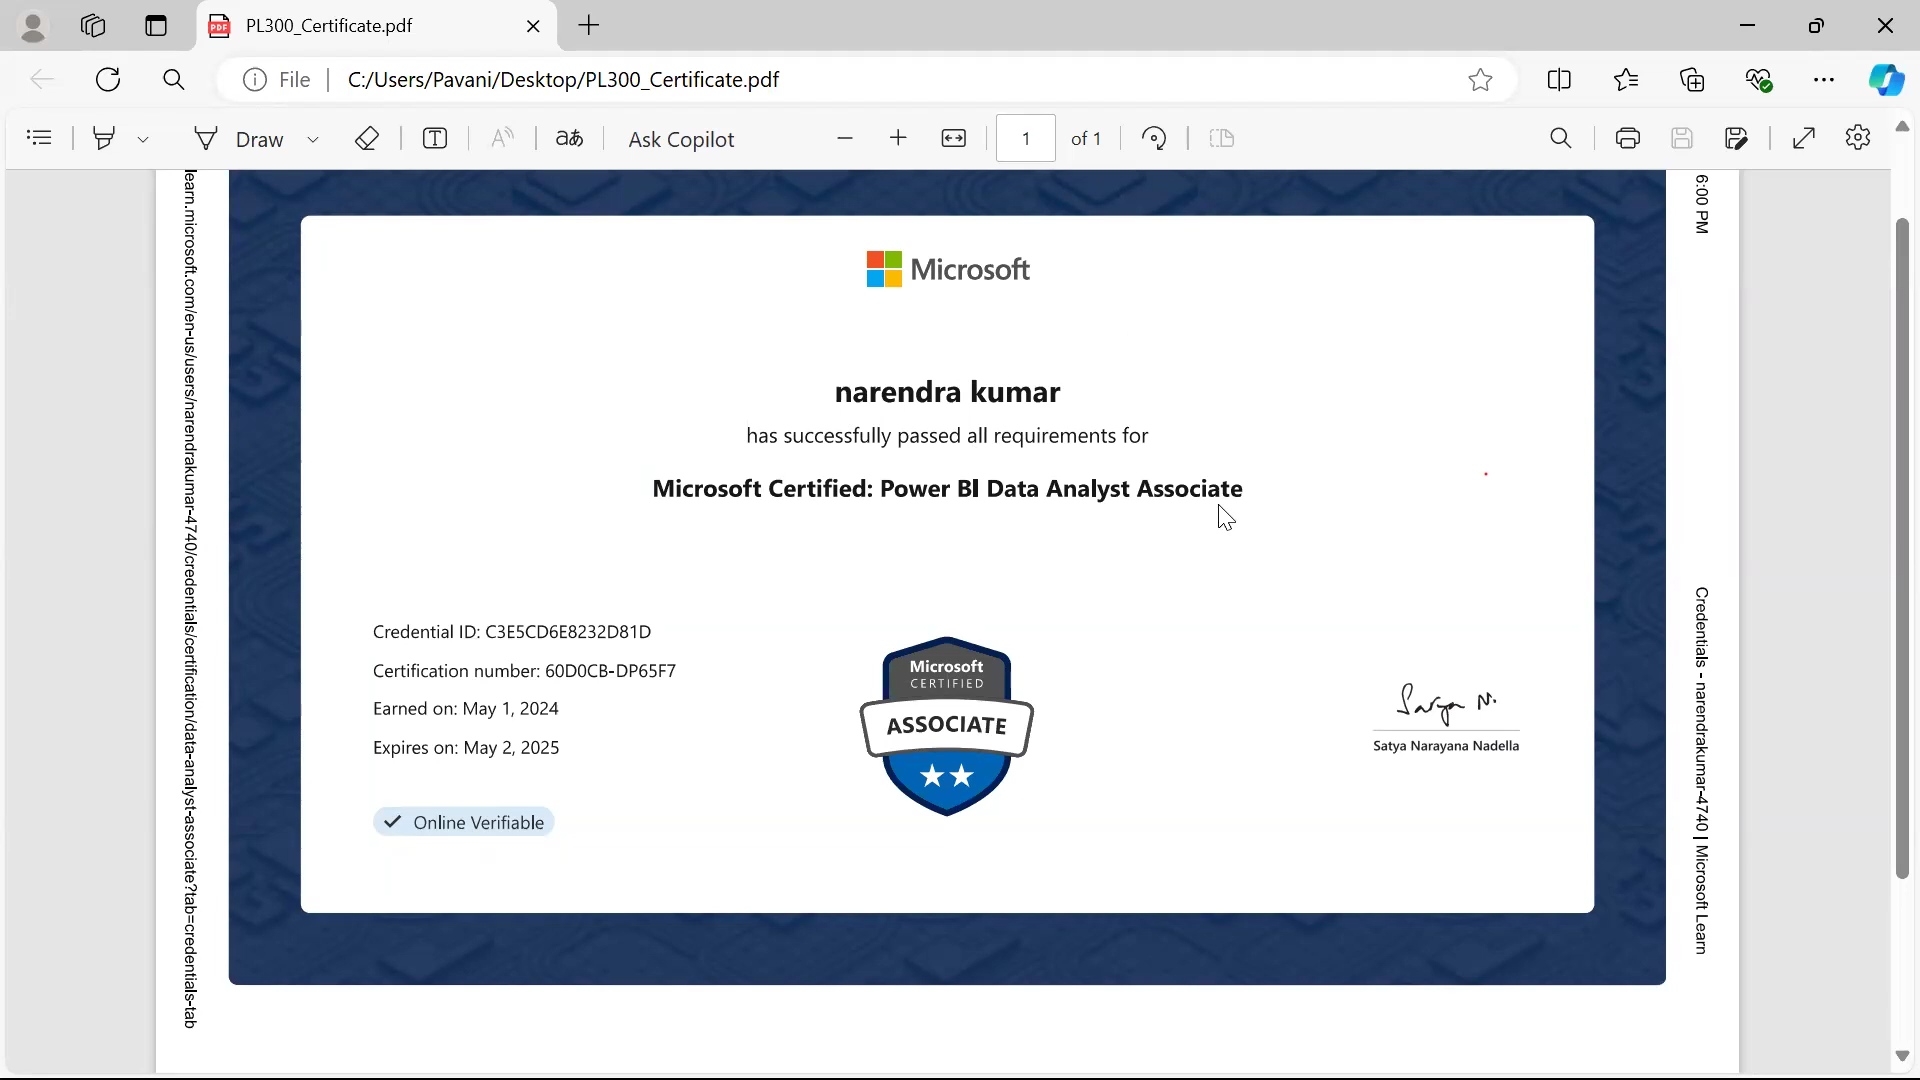 PL300_Certificate.pdf
File
C:/Users/Pavani/Desktop/PL300_Certificate.pdf
Draw
Ask Copilot
1 of 1
learn.microsoft.com/en-us/users/narendrakumar-4740/credentials/certification/data-analyst-associate?tab=credentials-tab
6:00 PM
Credentials - narendrakumar-4740 | Microsoft Learn
Microsoft
narendra kumar
has successfully passed all requirements for
Microsoft Certified: Power BI Data Analyst Associate
Credential ID: C3E5CD6E8232D81D
Certification number: 60D0CB-DP65F7
Earned on: May 1, 2024
Expires on: May 2, 2025
Online Verifiable
Microsoft
CERTIFIED
ASSOCIATE
Satya N.
Satya Narayana Nadella